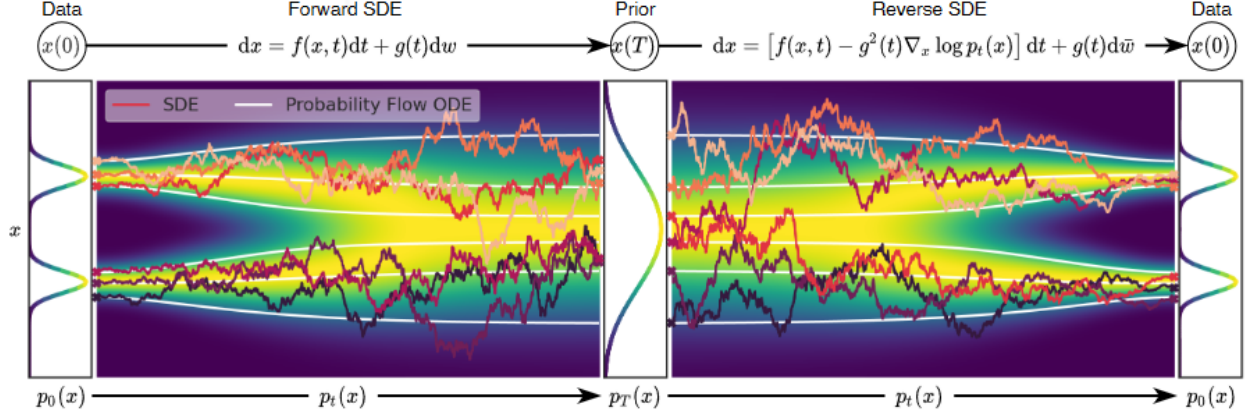 Data Forward SDE Prior Reverse SDE Data
x(0) dx = f(x, t)dt + g(t)dw x(T) dx = [f(x, t) − g²(t)∇ₓ log pₜ(x)] dt + g(t)dw̄ x(0)
SDE Probability Flow ODE
x
p₀(x) pₜ(x) p_T(x) pₜ(x) p₀(x)